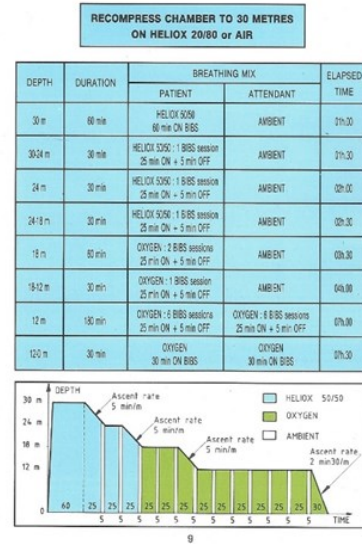 RECOMPRESS CHAMBER TO 30 METRES
ON HELIOX 20/80 or AIR
DEPTH DURATION BREATHING MIX ELAPSED TIME
PATIENT ATTENDANT
30 m 60 min HELIOX 50/50 AMBIENT 01h.00
60 min ON BIBS
30-24 m 30 min HELIOX 50/50 : 1 BIBS session AMBIENT 01h.30
25 min ON + 5 min OFF
24 m 30 min HELIOX 50/50 : 1 BIBS session AMBIENT 02h.00
25 min ON + 5 min OFF
24-18 m 30 min HELIOX 50/50 : 1 BIBS session AMBIENT 02h.30
25 min ON + 5 min OFF
18 m 60 min OXYGEN : 2 BIBS sessions AMBIENT 03h.30
25 min ON + 5 min OFF
18-12 m 30 min OXYGEN : 1 BIBS session AMBIENT 04h.00
25 min ON + 5 min OFF
12 m 180 min OXYGEN : 6 BIBS sessions OXYGEN : 6 BIBS sessions 07h.00
25 min ON + 5 min OFF 25 min ON + 5 min OFF
12-0 m 30 min OXYGEN OXYGEN 07h.30
30 min ON BIBS 30 min ON BIBS
DEPTH
30 m
24 m
18 m
12 m
0
Ascent rate
5 min/m
Ascent rate
5 min/m
Ascent rate
5 min/m
Ascent rate
2 min30/m
HELIOX 50/50
OXYGEN
AMBIENT
60 25 25 25 25 25 25 25 25 25 25 25 25 30
5 5 5 5 5 5 5 5 5 5 5 5 TIME
9